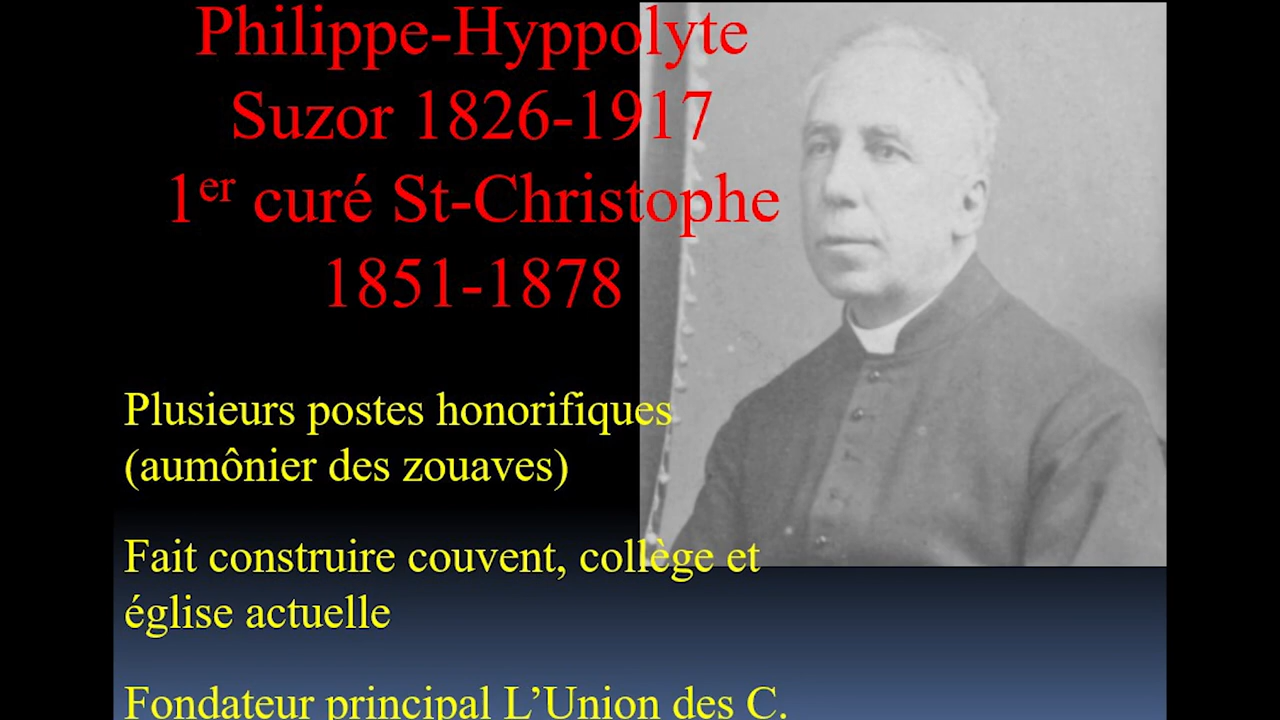 Philippe-Hyppolyte
Suzor 1826-1917
1er curé St-Christophe
1851-1878
Plusieurs postes honorifiques
(aumônier des zouaves)
Fait construire couvent, collège et
église actuelle
Fondateur principal L’Union des C.